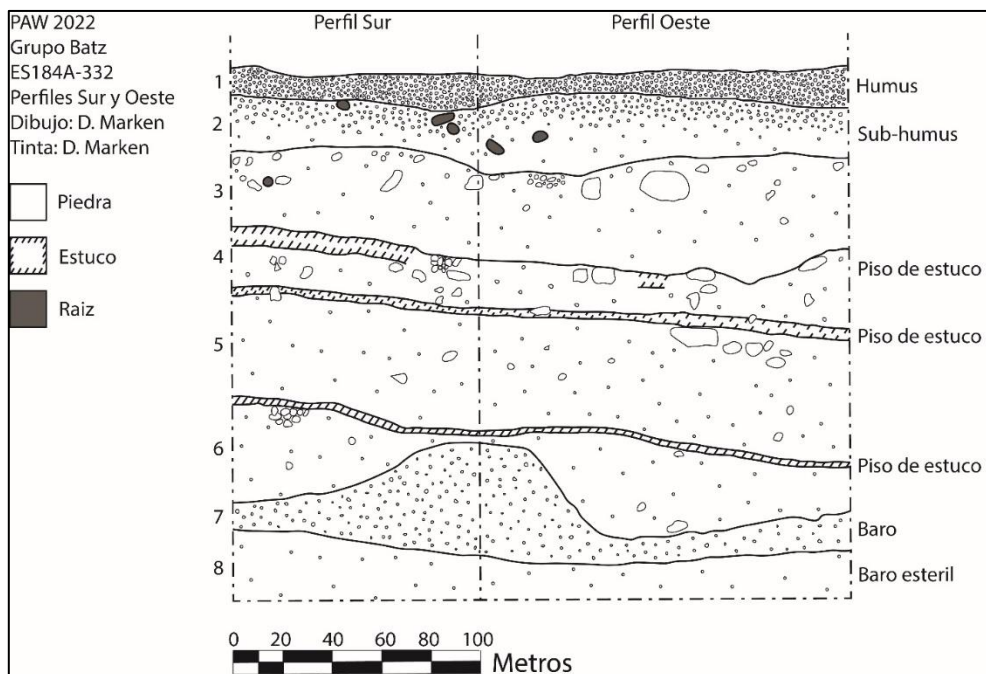 PAW 2022
Grupo Batz
ES184A-332
Perfiles Sur y Oeste
Dibujo: D. Marken
Tinta: D. Marken
Piedra
Estuco
Raiz
Perfil Sur
Perfil Oeste
1
2
3
4
5
6
7
8
Humus
Sub-humus
Piso de estuco
Piso de estuco
Piso de estuco
Baro
Baro esteril
0 20 40 60 80 100
Metros